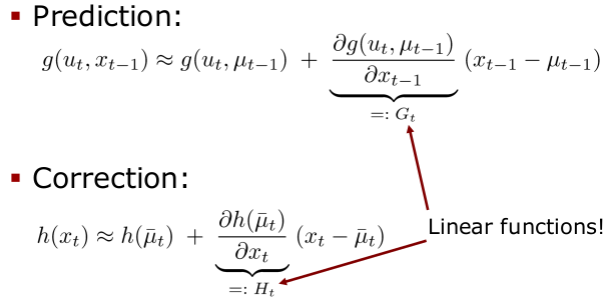 ▪ Prediction:
g(u_t, x_{t−1}) ≈ g(u_t, μ_{t−1}) + ∂g(u_t, μ_{t−1})/∂x_{t−1} (x_{t−1} − μ_{t−1})
=: G_t
▪ Correction:
h(x_t) ≈ h(μ̄_t) + ∂h(μ̄_t)/∂x_t (x_t − μ̄_t)
=: H_t
Linear functions!